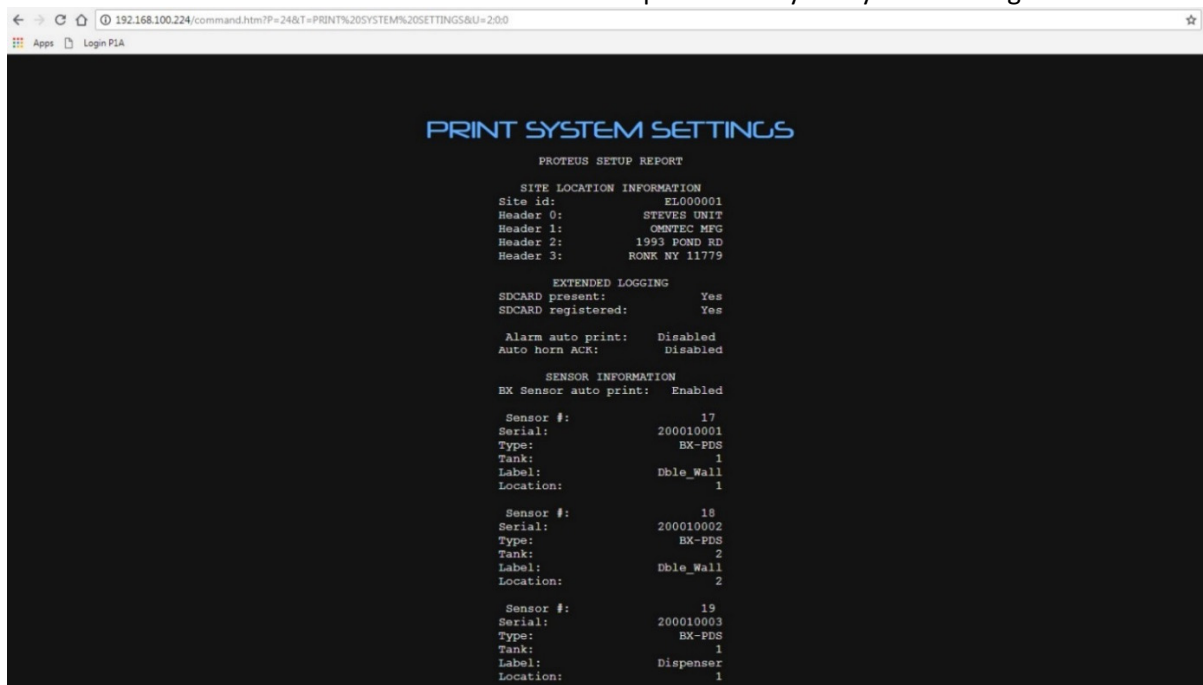 192.168.100.224/command.htm?P=24&T=PRINT%20SYSTEM%20SETTINGS&U=2;0;0
Apps Login P1A
PRINT SYSTEM SETTINGS
PROTEUS SETUP REPORT
SITE LOCATION INFORMATION
Site id: EL000001
Header 0: STEVES UNIT
Header 1: OMNTEC MFG
Header 2: 1993 POND RD
Header 3: RONK NY 11779
EXTENDED LOGGING
SDCARD present: Yes
SDCARD registered: Yes
Alarm auto print: Disabled
Auto horn ACK: Disabled
SENSOR INFORMATION
BX Sensor auto print: Enabled
Sensor #: 17
Serial: 200010001
Type: BX-PDS
Tank: 1
Label: Dble_Wall
Location: 1
Sensor #: 18
Serial: 200010002
Type: BX-PDS
Tank: 2
Label: Dble_Wall
Location: 2
Sensor #: 19
Serial: 200010003
Type: BX-PDS
Tank: 1
Label: Dispenser
Location: 1